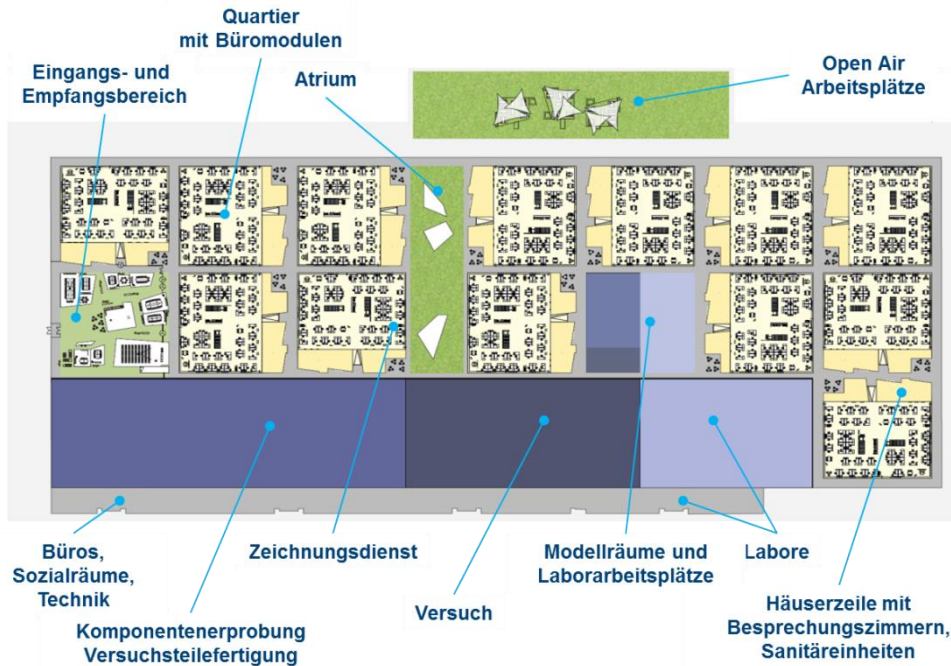 Quartier
mit Büromodulen
Eingangs- und
Empfangsbereich
Atrium
Open Air
Arbeitsplätze
Büros,
Sozialräume,
Technik
Zeichnungsdienst
Modellräume und
Laborarbeitsplätze
Labore
Komponentenerprobung
Versuchsteilefertigung
Versuch
Häuserzeile mit
Besprechungszimmern,
Sanitäreinheiten